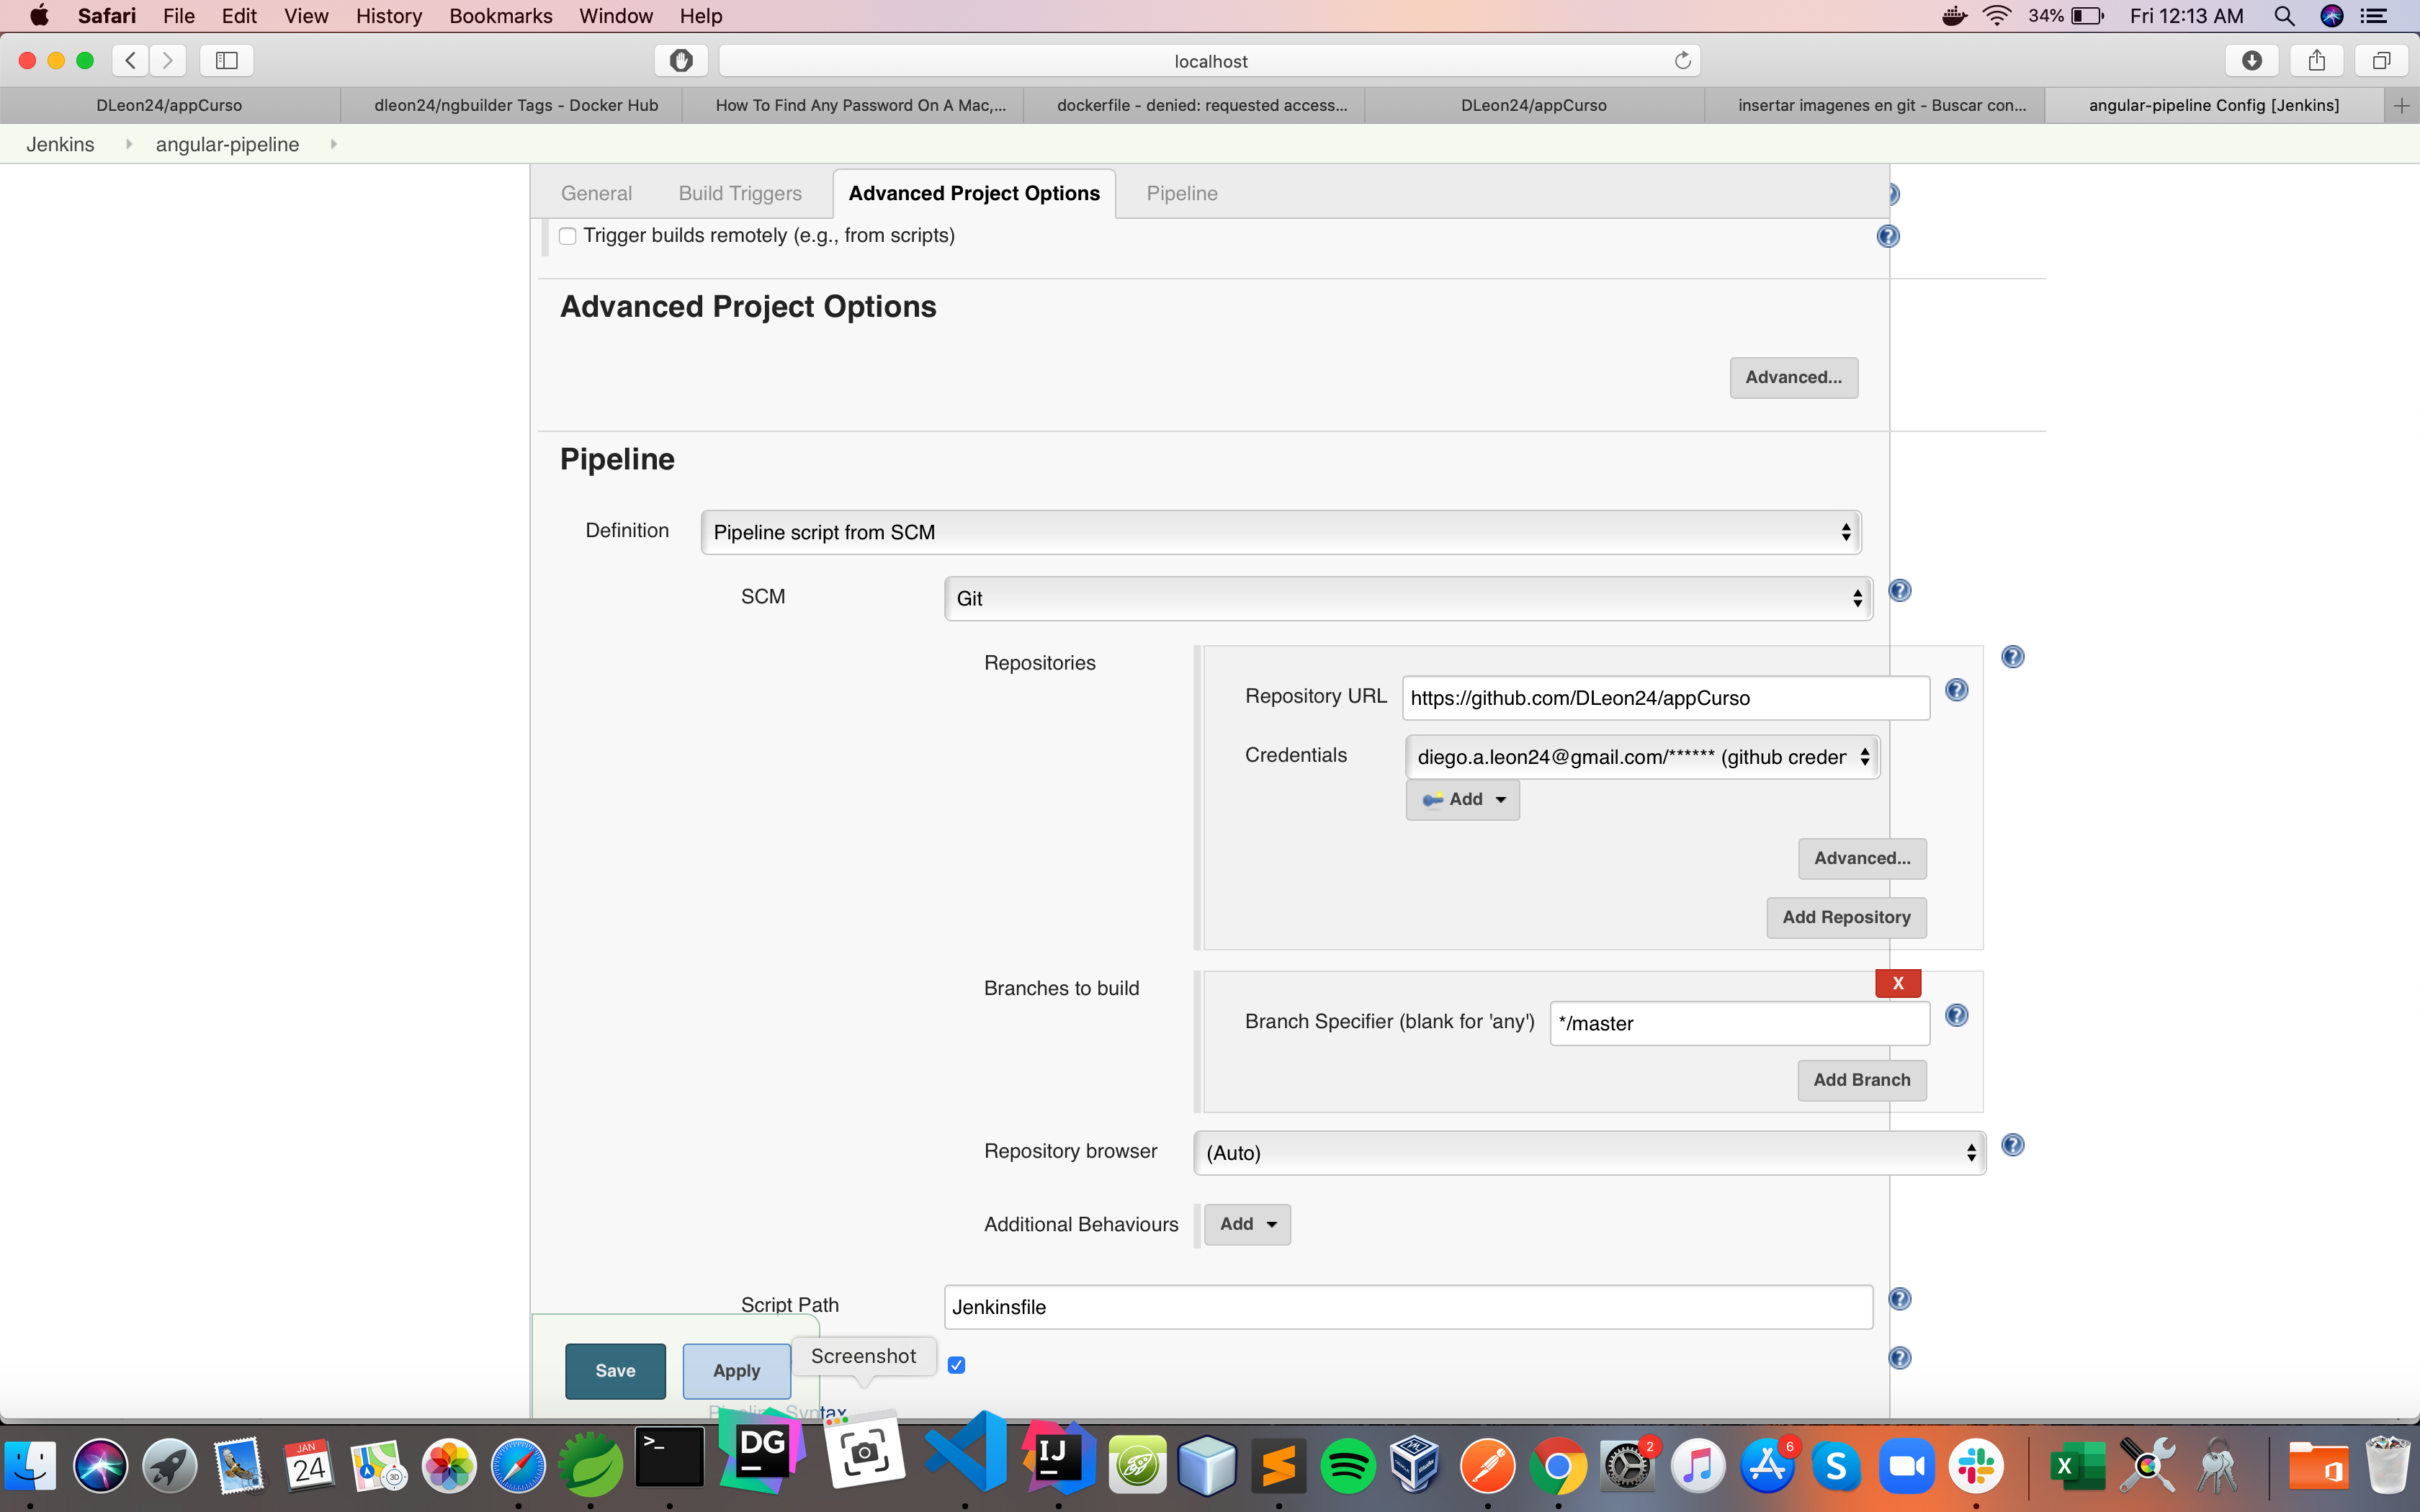 Safari File Edit View History Bookmarks Window Help 34% Fri 12:13 AM
localhost
DLeon24/appCurso dleon24/ngbuilder Tags - Docker Hub How To Find Any Password On A Mac,... dockerfile - denied: requested access... DLeon24/appCurso insertar imagenes en git - Buscar con... angular-pipeline Config [Jenkins]
Jenkins angular-pipeline
General Build Triggers Advanced Project Options Pipeline
Trigger builds remotely (e.g., from scripts)
Advanced Project Options
Advanced...
Pipeline
Definition Pipeline script from SCM
SCM Git
Repositories
Repository URL https://github.com/DLeon24/appCurso
Credentials diego.a.leon24@gmail.com/****** (github creder
Add
Advanced...
Add Repository
Branches to build X
Branch Specifier (blank for 'any') */master
Add Branch
Repository browser (Auto)
Additional Behaviours Add
Script Path Jenkinsfile
Save Apply Screenshot
Pipeline Syntax
JAN
24
3D
>_
DG
IJ
2
6
S
X